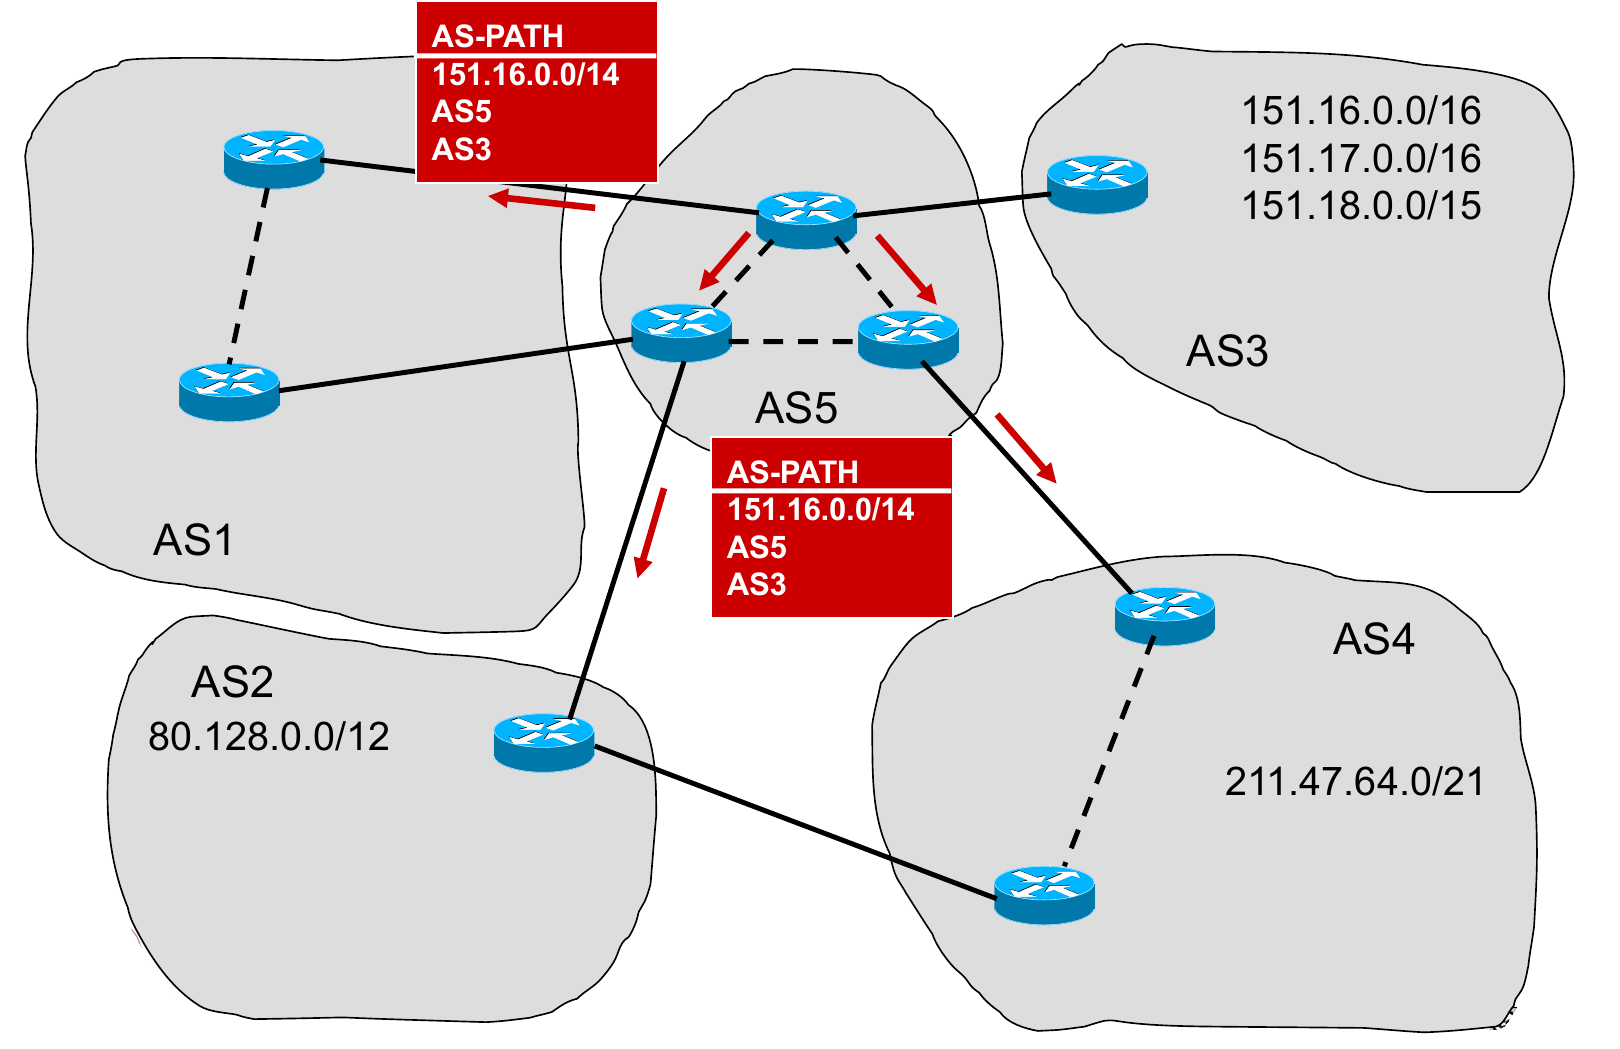 AS-PATH
151.16.0.0/14
AS5
AS3
151.16.0.0/16
151.17.0.0/16
151.18.0.0/15
AS3
AS5
AS-PATH
151.16.0.0/14
AS5
AS3
AS1
AS4
AS2
80.128.0.0/12
211.47.64.0/21